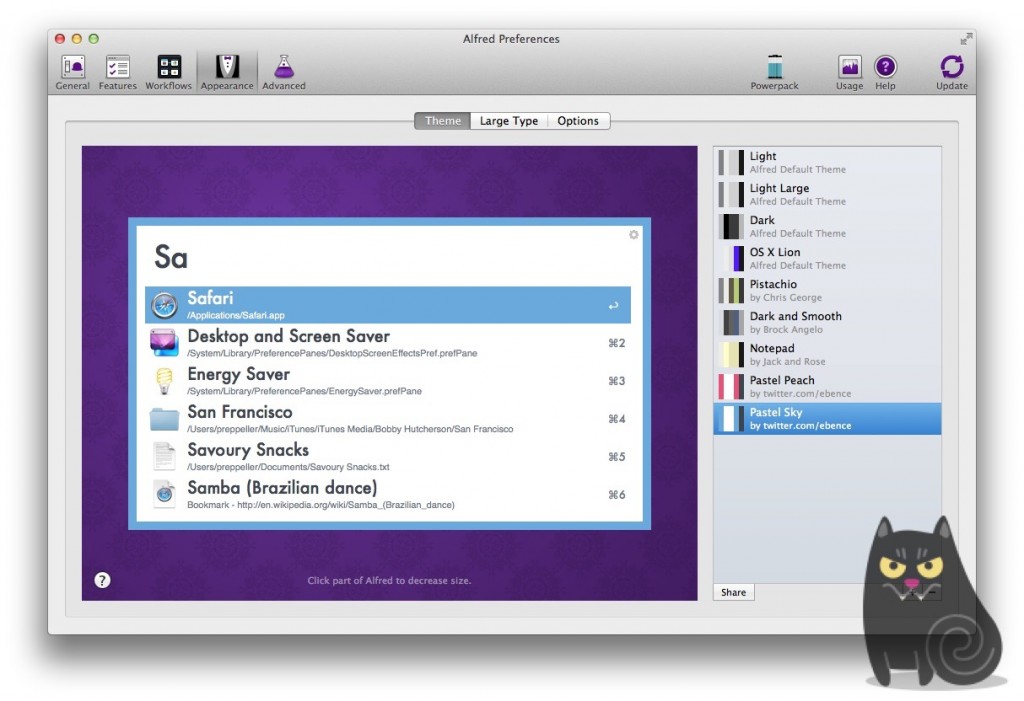 Alfred Preferences
General
Features
Workflows
Appearance
Advanced
Powerpack
Usage
Help
Update
Theme
Large Type
Options
Sa
Safari
/Applications/Safari.app
Desktop and Screen Saver
/System/Library/PreferencePanes/DesktopScreenEffectsPref.prefPane
⌘2
Energy Saver
/System/Library/PreferencePanes/EnergySaver.prefPane
⌘3
San Francisco
/Users/preppeller/Music/iTunes/iTunes Media/Bobby Hutcherson/San Francisco
⌘4
Savoury Snacks
/Users/preppeller/Documents/Savoury Snacks.txt
⌘5
Samba (Brazilian dance)
Bookmark - http://en.wikipedia.org/wiki/Samba_(Brazilian_dance)
⌘6
?
Click part of Alfred to decrease size.
Light
Alfred Default Theme
Light Large
Alfred Default Theme
Dark
Alfred Default Theme
OS X Lion
Alfred Default Theme
Pistachio
by Chris George
Dark and Smooth
by Brock Angelo
Notepad
by Jack and Rose
Pastel Peach
by twitter.com/ebence
Pastel Sky
by twitter.com/ebence
Share